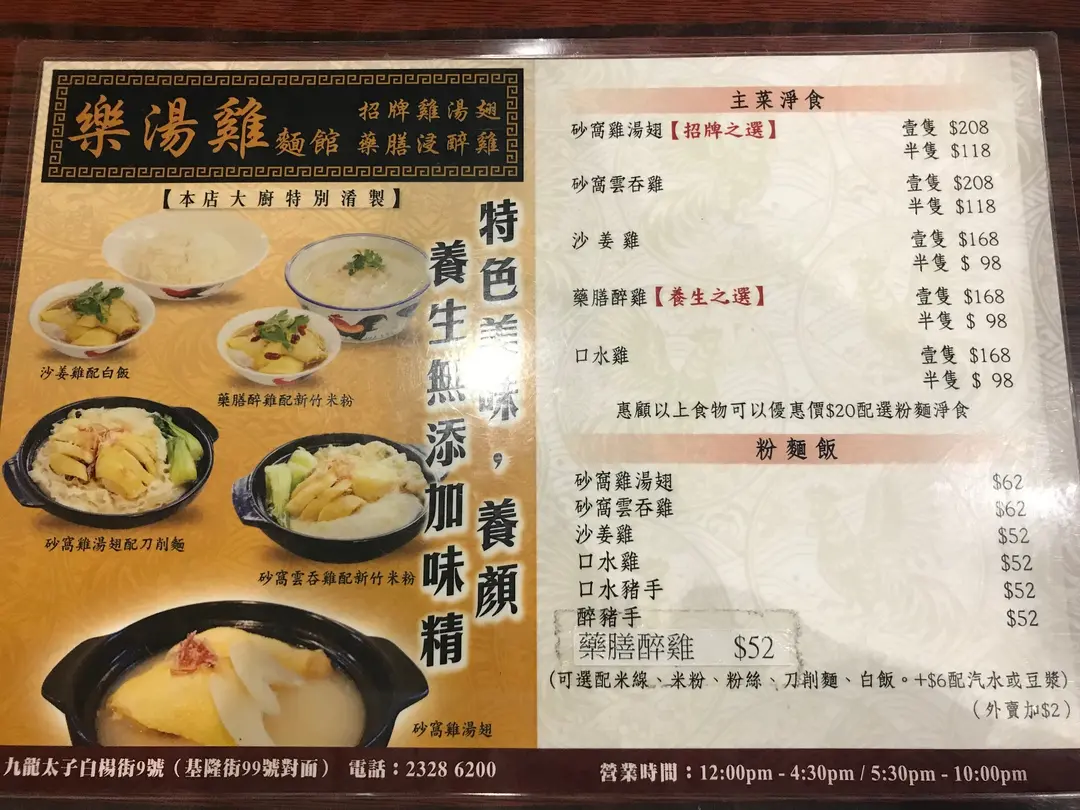 樂湯雞麵館
招牌雞湯翅
藥膳浸醉雞
【本店大廚特別淆製】
特色美味，養顏
養生無添加味精
沙姜雞配白飯
藥膳醉雞配新竹米粉
砂窩雞湯翅配刀削麵
砂窩雲吞雞配新竹米粉
砂窩雞湯翅
主菜淨食
砂窩雞湯翅【招牌之選】 壹隻 $208
半隻 $118
砂窩雲吞雞 壹隻 $208
半隻 $118
沙姜雞 壹隻 $168
半隻 $ 98
藥膳醉雞【養生之選】 壹隻 $168
半隻 $ 98
口水雞 壹隻 $168
半隻 $ 98
惠顧以上食物可以優惠價$20配選粉麵淨食
粉麵飯
砂窩雞湯翅 $62
砂窩雲吞雞 $62
沙姜雞 $52
口水雞 $52
口水豬手 $52
醉豬手 $52
藥膳醉雞 $52
(可選配米線、米粉、粉絲、刀削麵、白飯。+$6配汽水或豆漿)
（外賣加$2）
九龍太子白楊街9號（基隆街99號對面） 電話：2328 6200
營業時間：12:00pm - 4:30pm / 5:30pm - 10:00pm